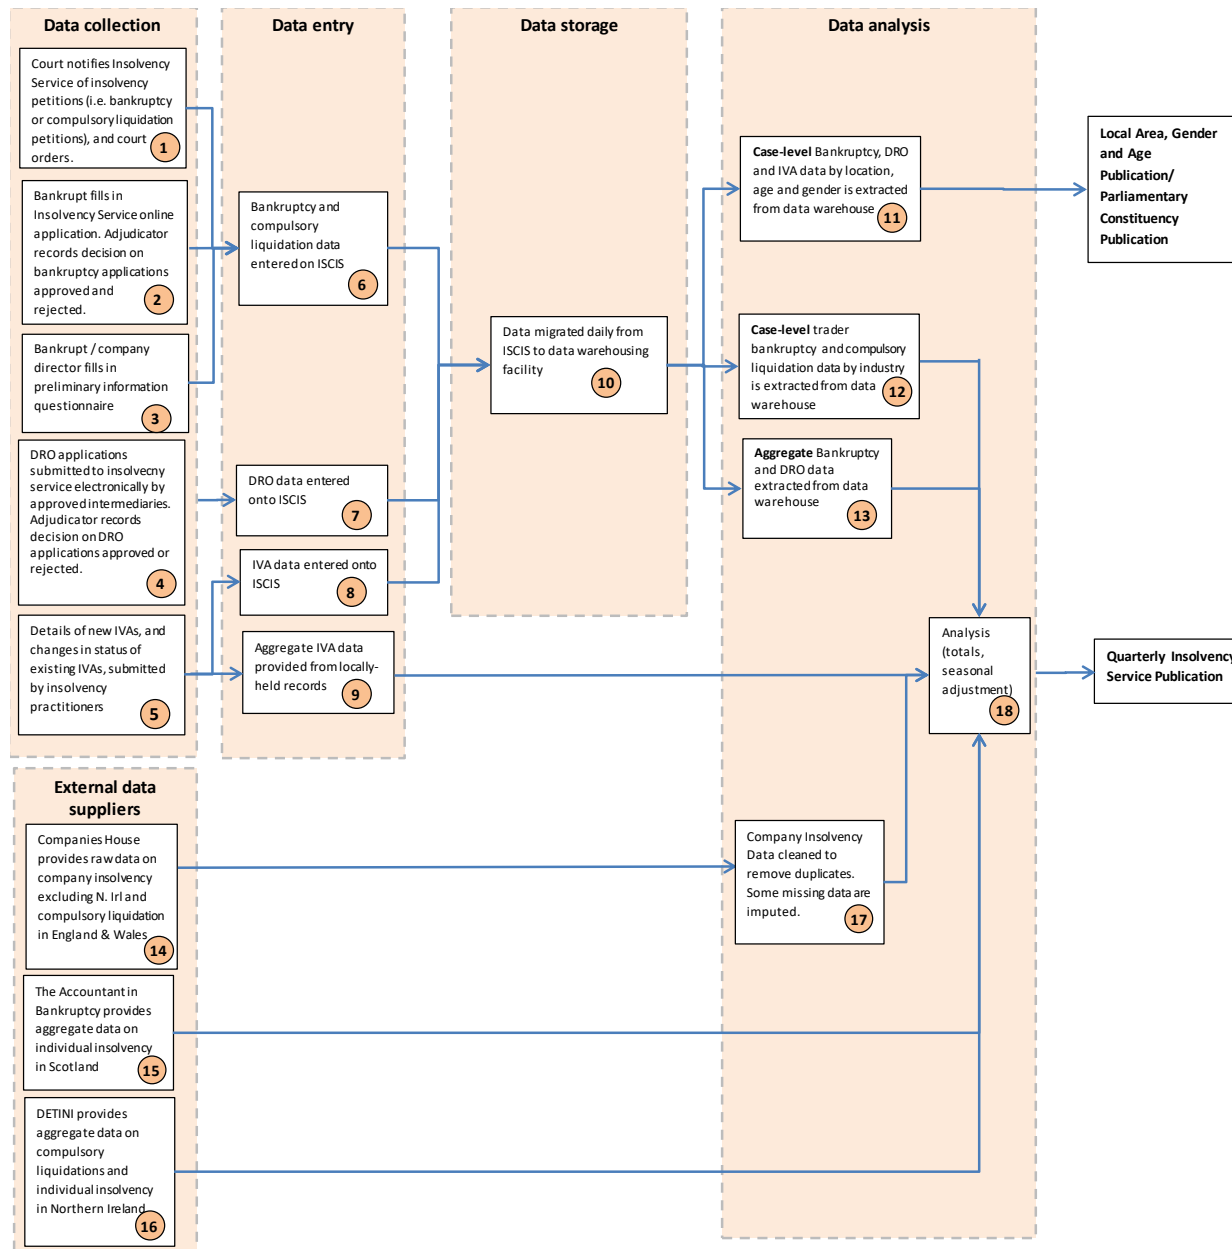 Data collection
Court notifies Insolvency
Service of insolvency
petitions (i.e. bankruptcy
or compulsory liquidation
petitions), and court
orders.
1
Bankrupt fills in
Insolvency Service online
application. Adjudicator
records decision on
bankruptcy applications
approved and
rejected.
2
Bankrupt / company
director fills in
preliminary information
questionnaire
3
DRO applications
submitted to insolvecny
service electronically by
approved intermediaries.
Adjudicator records
decision on DRO
applications approved or
rejected.
4
Details of new IVAs, and
changes in status of
existing IVAs, submitted
by insolvency
practitioners
5
Data entry
Bankruptcy and
compulsory
liquidation data
entered on ISCIS
6
DRO data entered
onto ISCIS
7
IVA data entered onto
ISCIS
8
Aggregate IVA data
provided from locally-
held records
9
Data storage
Data migrated daily from
ISCIS to data warehousing
facility
10
Data analysis
Case-level Bankruptcy, DRO
and IVA data by location,
age and gender is extracted
from data warehouse
11
Case-level trader
bankruptcy and compulsory
liquidation data by industry
is extracted from data
warehouse
12
Aggregate Bankruptcy
and DRO data
extracted from data
warehouse
13
Analysis
(totals,
seasonal
adjustment)
18
Company Insolvency
Data cleaned to
remove duplicates.
Some missing data are
imputed.
17
Local Area, Gender
and Age
Publication/
Parliamentary
Constituency
Publication
Quarterly Insolvency
Service Publication
External data
suppliers
Companies House
provides raw data on
company insolvency
excluding N. Irl and
compulsory liquidation
in England & Wales
14
The Accountant in
Bankruptcy provides
aggregate data on
individual insolvency
in Scotland
15
DETINI provides
aggregate data on
compulsory
liquidations and
individual insolvency
in Northern Ireland
16